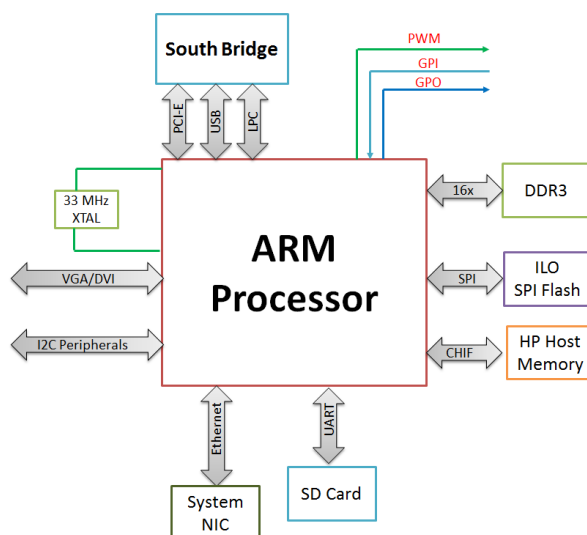 South Bridge
PWM
GPI
GPO
PCI-E
USB
LPC
33 MHz
XTAL
ARM
Processor
16x
DDR3
VGA/DVI
SPI
ILO
SPI Flash
I2C Peripherals
CHIF
HP Host
Memory
Ethernet
UART
System
NIC
SD Card